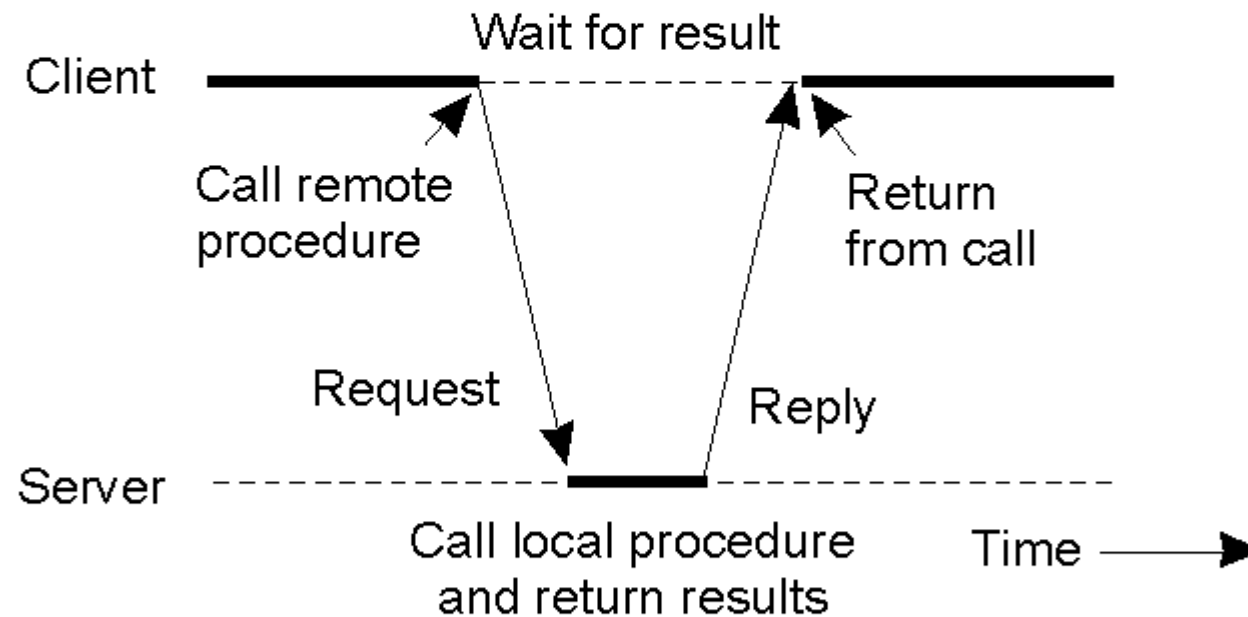 Wait for result
Client
Call remote
procedure
Return
from call
Request
Reply
Server
Call local procedure
and return results
Time